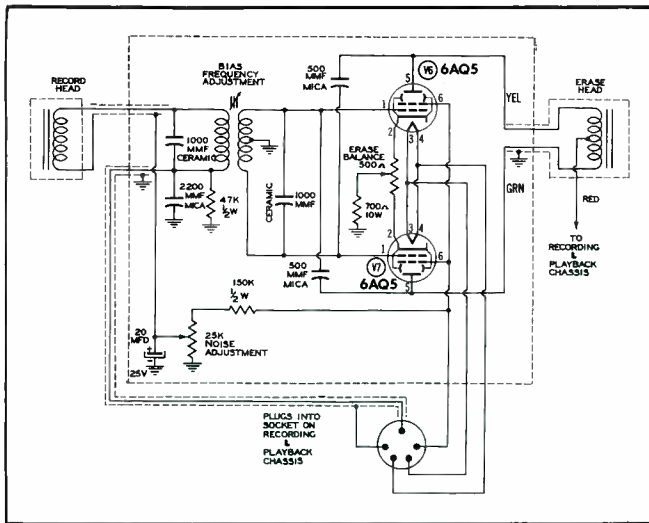 RECORD
HEAD
BIAS
FREQUENCY
ADJUSTMENT
500
MMF
MICA
V6 6AQ5
5
1
6
2
3
4
YEL
ERASE
HEAD
1000
MMF
CERAMIC
2200
MMF
MICA
47K
1/2 W
CERAMIC
1000
MMF
ERASE
BALANCE
500Ω
700Ω
10W
GRN
RED
TO
RECORDING
&
PLAYBACK
CHASSIS
2
3
4
1
6
V7
6AQ5
5
500
MMF
MICA
150K
1/2 W
20
MFD
25V
25K
NOISE
ADJUSTMENT
PLUGS INTO
SOCKET ON
RECORDING
&
PLAYBACK
CHASSIS